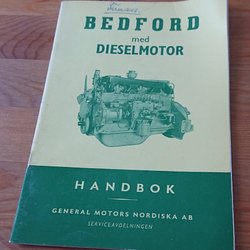 BEDFORD
med
DIESELMOTOR
HANDBOK
GENERAL MOTORS NORDISKA AB
SERVICEAVDELNINGEN